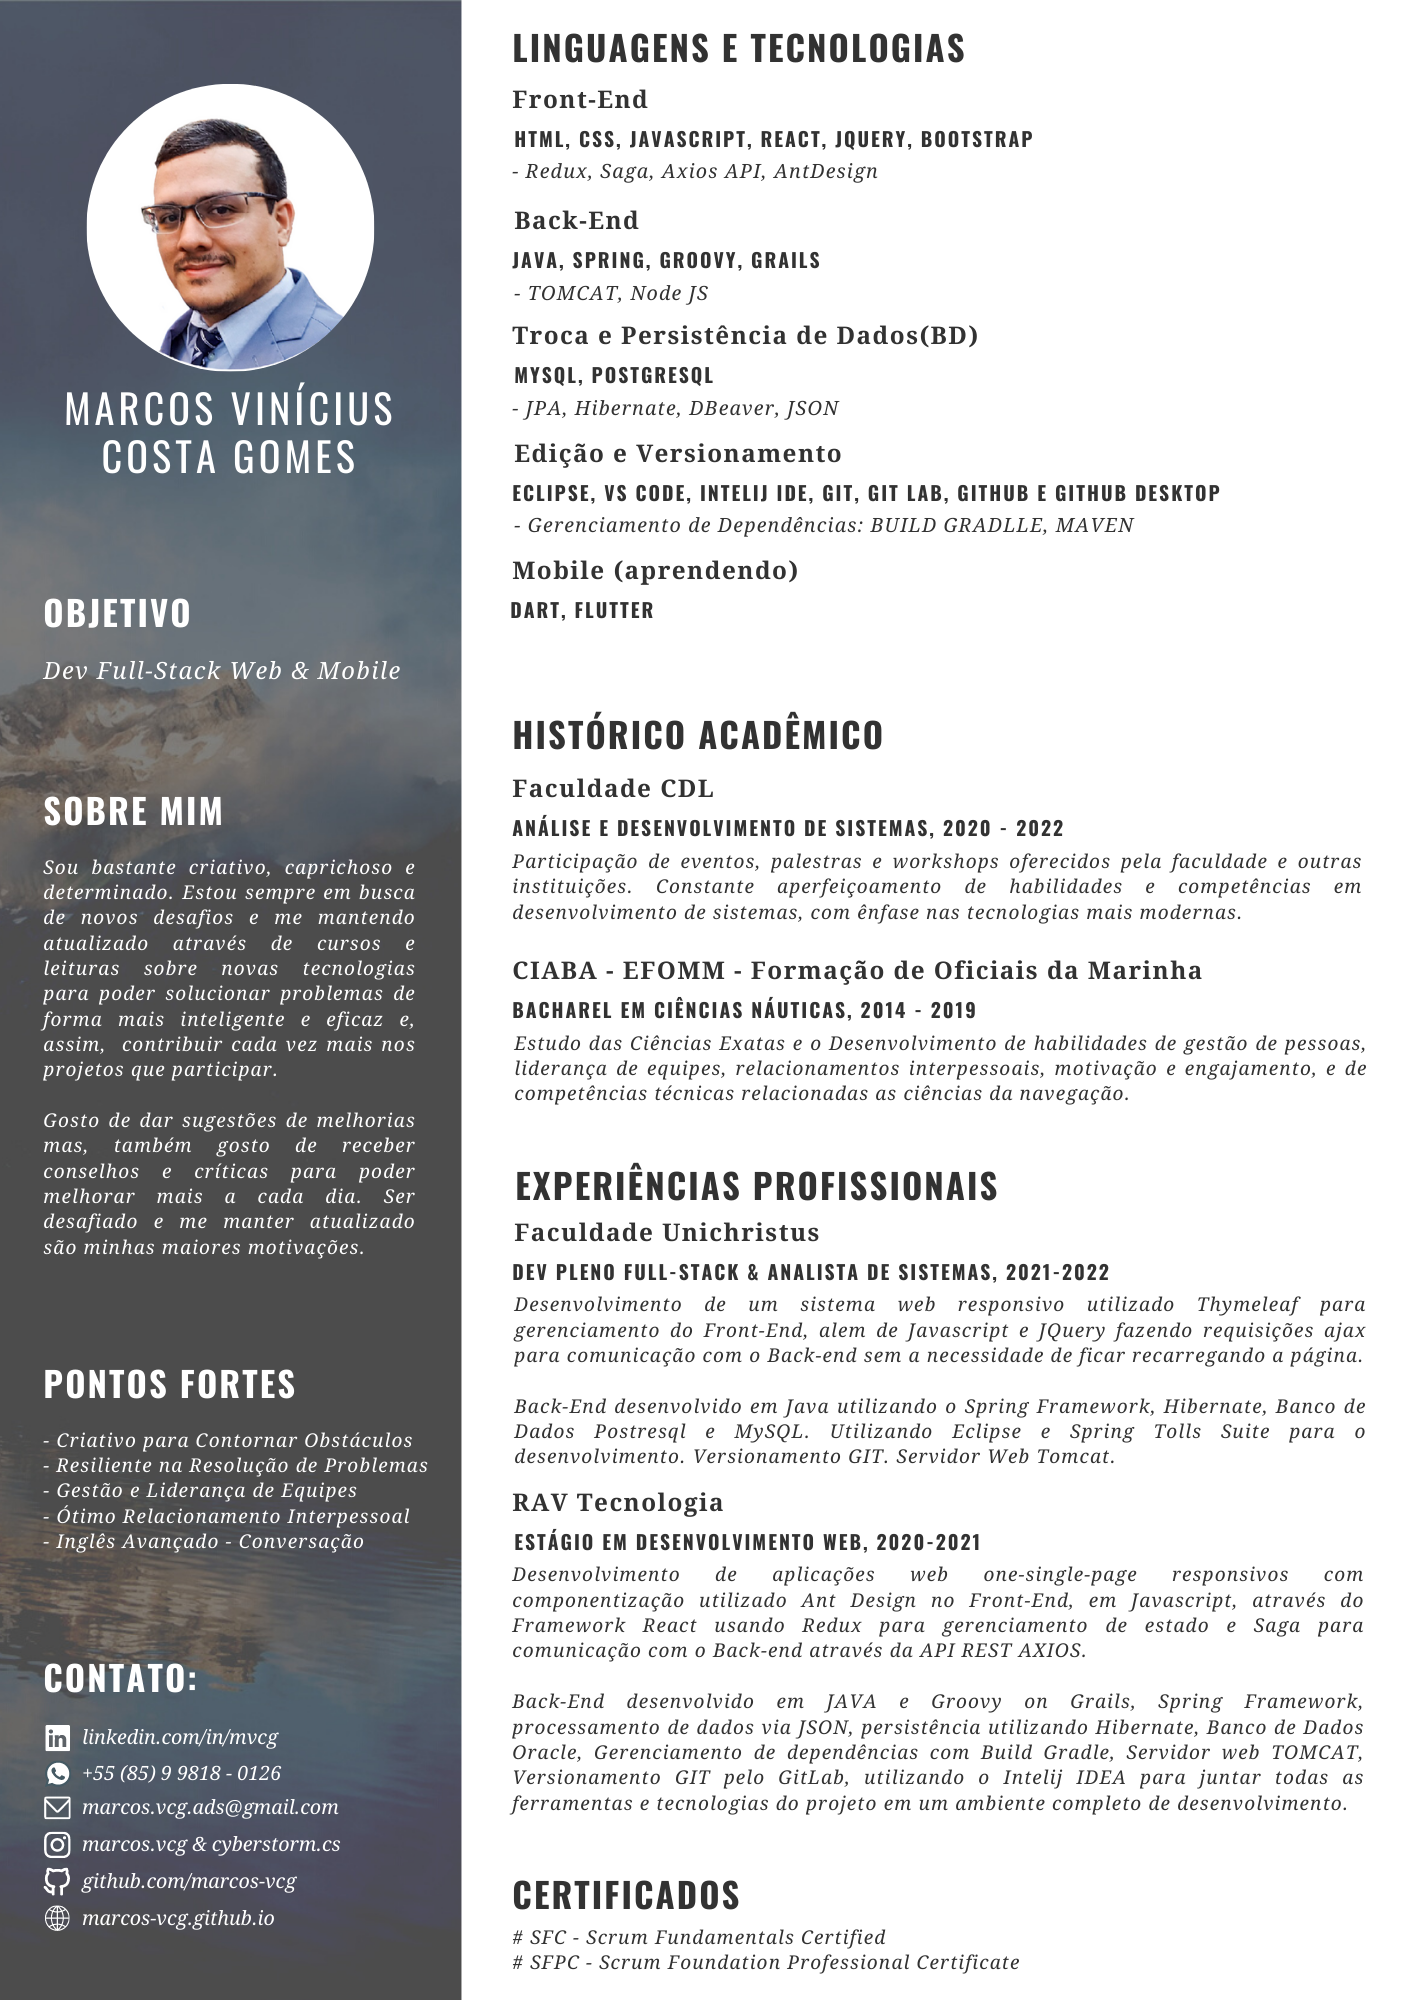 MARCOS VINÍCIUS
COSTA GOMES
OBJETIVO
Dev Full-Stack Web & Mobile
SOBRE MIM
Sou bastante criativo, caprichoso e
determinado. Estou sempre em busca
de novos desafios e me mantendo
atualizado através de cursos e
leituras sobre novas tecnologias
para poder solucionar problemas de
forma mais inteligente e eficaz e,
assim, contribuir cada vez mais nos
projetos que participar.
Gosto de dar sugestões de melhorias
mas, também gosto de receber
conselhos e críticas para poder
melhorar mais a cada dia. Ser
desafiado e me manter atualizado
são minhas maiores motivações.
PONTOS FORTES
- Criativo para Contornar Obstáculos
- Resiliente na Resolução de Problemas
- Gestão e Liderança de Equipes
- Ótimo Relacionamento Interpessoal
- Inglês Avançado - Conversação
CONTATO:
linkedin.com/in/mvcg
+55 (85) 9 9818 - 0126
marcos.vcg.ads@gmail.com
marcos.vcg & cyberstorm.cs
github.com/marcos-vcg
marcos-vcg.github.io
LINGUAGENS E TECNOLOGIAS
Front-End
HTML, CSS, JAVASCRIPT, REACT, JQUERY, BOOTSTRAP
- Redux, Saga, Axios API, AntDesign
Back-End
JAVA, SPRING, GROOVY, GRAILS
- TOMCAT, Node JS
Troca e Persistência de Dados(BD)
MYSQL, POSTGRESQL
- JPA, Hibernate, DBeaver, JSON
Edição e Versionamento
ECLIPSE, VS CODE, INTELIJ IDE, GIT, GIT LAB, GITHUB E GITHUB DESKTOP
- Gerenciamento de Dependências: BUILD GRADLLE, MAVEN
Mobile (aprendendo)
DART, FLUTTER
HISTÓRICO ACADÊMICO
Faculdade CDL
ANÁLISE E DESENVOLVIMENTO DE SISTEMAS, 2020 - 2022
Participação de eventos, palestras e workshops oferecidos pela faculdade e outras
instituições. Constante aperfeiçoamento de habilidades e competências em
desenvolvimento de sistemas, com ênfase nas tecnologias mais modernas.
CIABA - EFOMM - Formação de Oficiais da Marinha
BACHAREL EM CIÊNCIAS NÁUTICAS, 2014 - 2019
Estudo das Ciências Exatas e o Desenvolvimento de habilidades de gestão de pessoas,
liderança de equipes, relacionamentos interpessoais, motivação e engajamento, e de
competências técnicas relacionadas as ciências da navegação.
EXPERIÊNCIAS PROFISSIONAIS
Faculdade Unichristus
DEV PLENO FULL-STACK & ANALISTA DE SISTEMAS, 2021-2022
Desenvolvimento de um sistema web responsivo utilizado Thymeleaf para
gerenciamento do Front-End, alem de Javascript e JQuery fazendo requisições ajax
para comunicação com o Back-end sem a necessidade de ficar recarregando a página.
Back-End desenvolvido em Java utilizando o Spring Framework, Hibernate, Banco de
Dados Postresql e MySQL. Utilizando Eclipse e Spring Tolls Suite para o
desenvolvimento. Versionamento GIT. Servidor Web Tomcat.
RAV Tecnologia
ESTÁGIO EM DESENVOLVIMENTO WEB, 2020-2021
Desenvolvimento de aplicações web one-single-page responsivos com
componentização utilizado Ant Design no Front-End, em Javascript, através do
Framework React usando Redux para gerenciamento de estado e Saga para
comunicação com o Back-end através da API REST AXIOS.
Back-End desenvolvido em JAVA e Groovy on Grails, Spring Framework,
processamento de dados via JSON, persistência utilizando Hibernate, Banco de Dados
Oracle, Gerenciamento de dependências com Build Gradle, Servidor web TOMCAT,
Versionamento GIT pelo GitLab, utilizando o Intelij IDEA para juntar todas as
ferramentas e tecnologias do projeto em um ambiente completo de desenvolvimento.
CERTIFICADOS
# SFC - Scrum Fundamentals Certified
# SFPC - Scrum Foundation Professional Certificate